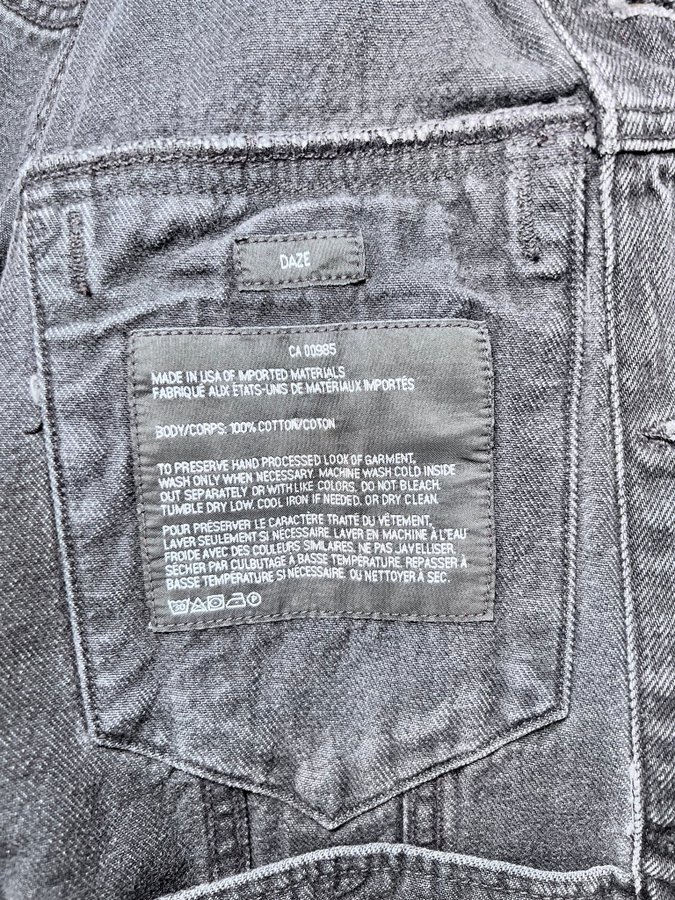 DAZE
CA 00985
MADE IN USA OF IMPORTED MATERIALS
FABRIQUÉ AUX ÉTATS-UNIS DE MATÉRIAUX IMPORTÉS
BODY/CORPS: 100% COTTON/COTON
TO PRESERVE HAND PROCESSED LOOK OF GARMENT,
WASH ONLY WHEN NECESSARY. MACHINE WASH COLD INSIDE
OUT SEPARATELY OR WITH LIKE COLORS. DO NOT BLEACH.
TUMBLE DRY LOW. COOL IRON IF NEEDED, OR DRY CLEAN.
POUR PRÉSERVER LE CARACTÈRE TRAITÉ DU VÊTEMENT,
LAVER SEULEMENT SI NÉCESSAIRE. LAVER EN MACHINE À L'EAU
FROIDE AVEC DES COULEURS SIMILAIRES. NE PAS JAVELLISER.
SÉCHER PAR CULBUTAGE À BASSE TEMPÉRATURE. REPASSER À
BASSE TEMPÉRATURE SI NÉCESSAIRE, OU NETTOYER À SEC.